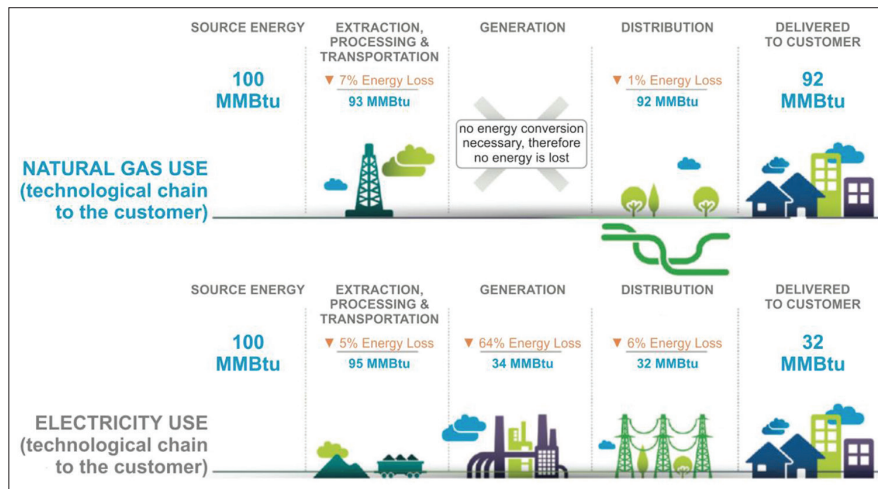 SOURCE ENERGY
EXTRACTION,
PROCESSING &
TRANSPORTATION
GENERATION
DISTRIBUTION
DELIVERED
TO CUSTOMER
100
MMBtu
▼ 7% Energy Loss
93 MMBtu
no energy conversion
necessary, therefore
no energy is lost
▼ 1% Energy Loss
92 MMBtu
92
MMBtu
NATURAL GAS USE
(technological chain
to the customer)
SOURCE ENERGY
EXTRACTION,
PROCESSING &
TRANSPORTATION
GENERATION
DISTRIBUTION
DELIVERED
TO CUSTOMER
100
MMBtu
▼ 5% Energy Loss
95 MMBtu
▼ 64% Energy Loss
34 MMBtu
▼ 6% Energy Loss
32 MMBtu
32
MMBtu
ELECTRICITY USE
(technological chain
to the customer)